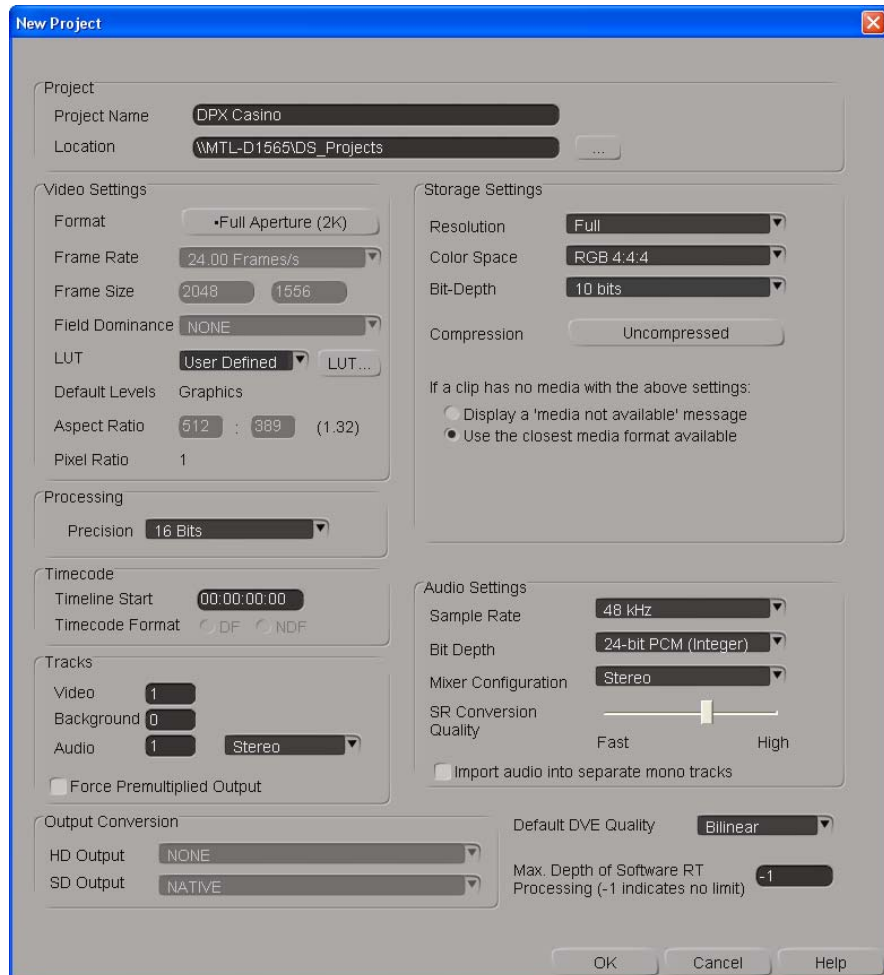 New Project
Project
Project Name DPX Casino
Location \\MTL-D1565\DS_Projects ...
Video Settings
Format •Full Aperture (2K)
Frame Rate 24.00 Frames/s
Frame Size 2048 1556
Field Dominance NONE
LUT User Defined LUT...
Default Levels Graphics
Aspect Ratio 512 : 389 (1.32)
Pixel Ratio 1
Processing
Precision 16 Bits
Timecode
Timeline Start 00:00:00:00
Timecode Format DF NDF
Tracks
Video 1
Background 0
Audio 1 Stereo
Force Premultiplied Output
Output Conversion
HD Output NONE
SD Output NATIVE
Storage Settings
Resolution Full
Color Space RGB 4:4:4
Bit-Depth 10 bits
Compression Uncompressed
If a clip has no media with the above settings:
Display a 'media not available' message
Use the closest media format available
Audio Settings
Sample Rate 48 kHz
Bit Depth 24-bit PCM (Integer)
Mixer Configuration Stereo
SR Conversion
Quality
Fast High
Import audio into separate mono tracks
Default DVE Quality Bilinear
Max. Depth of Software RT
Processing (-1 indicates no limit) -1
OK Cancel Help